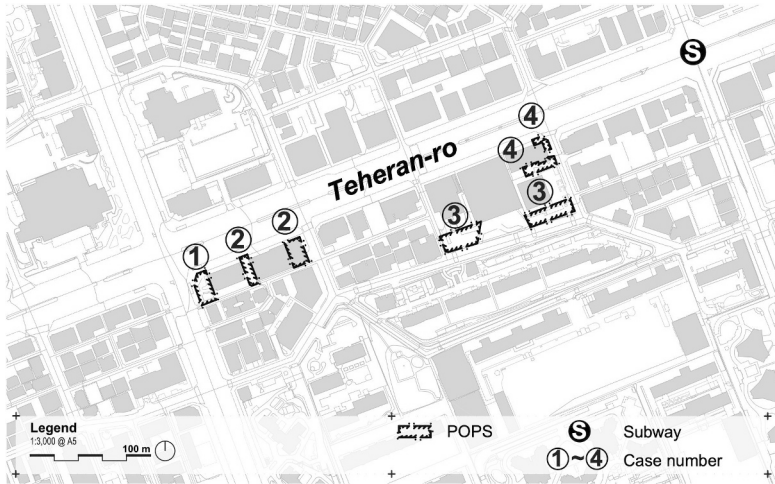 S
4
Teheran-ro
4
3
2
3
2
1
Legend
1:3,000 @ A5
100 m
POPS
S Subway
1~4 Case number